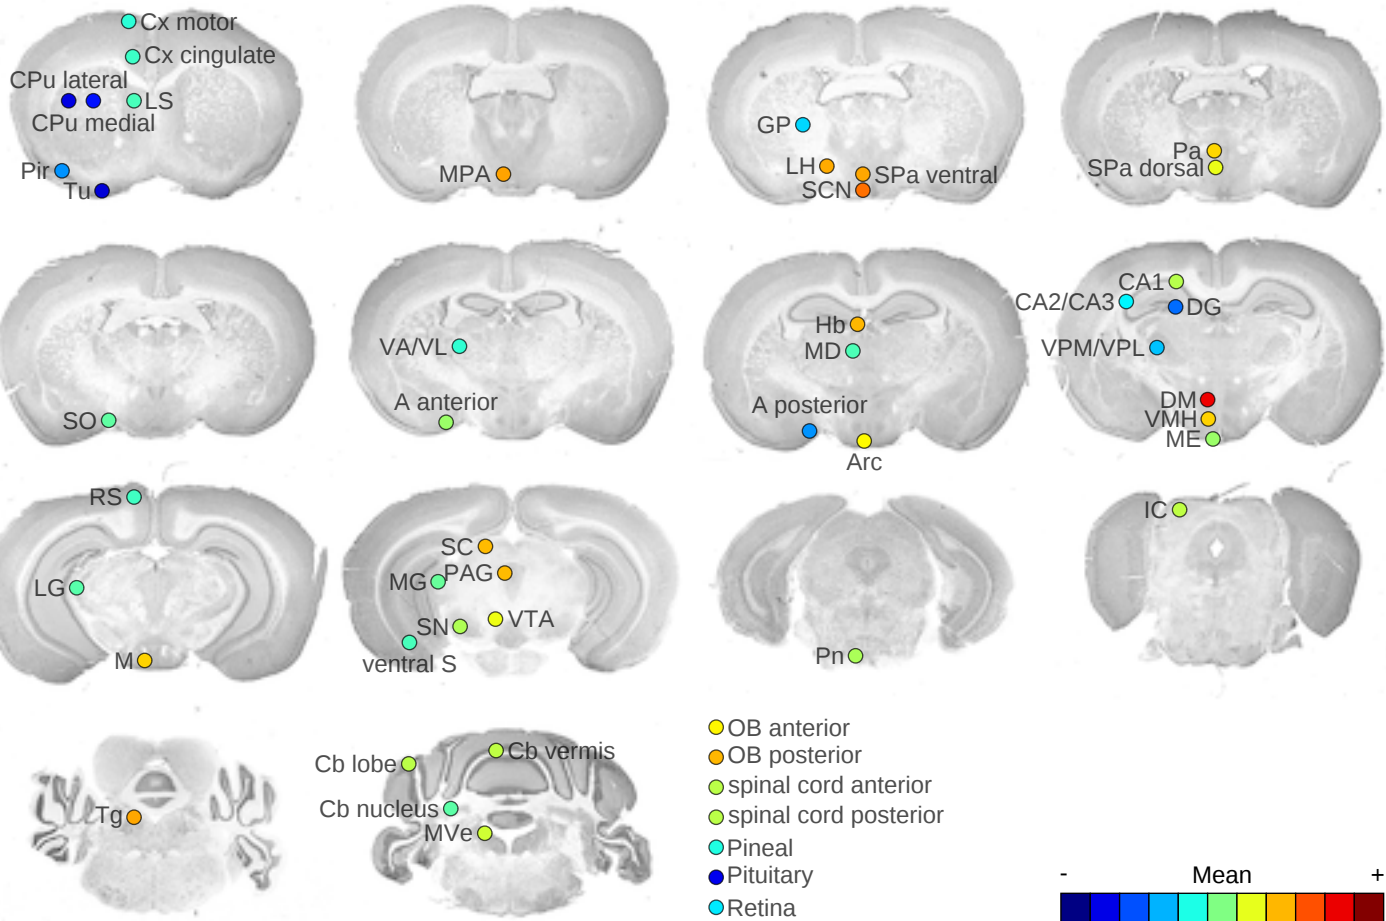 Cx motor
Cx cingulate
CPu lateral
LS
CPu medial
Pir
Tu
MPA
GP
LH
SPa ventral
SCN
Pa
SPa dorsal
SO
VA/VL
A anterior
Hb
MD
A posterior
Arc
CA1
CA2/CA3
DG
VPM/VPL
DM
VMH
ME
RS
LG
M
SC
PAG
MG
VTA
SN
ventral S
Pn
IC
Tg
Cb lobe
Cb vermis
Cb nucleus
MVe
OB anterior
OB posterior
spinal cord anterior
spinal cord posterior
Pineal
Pituitary
Retina
- Mean +